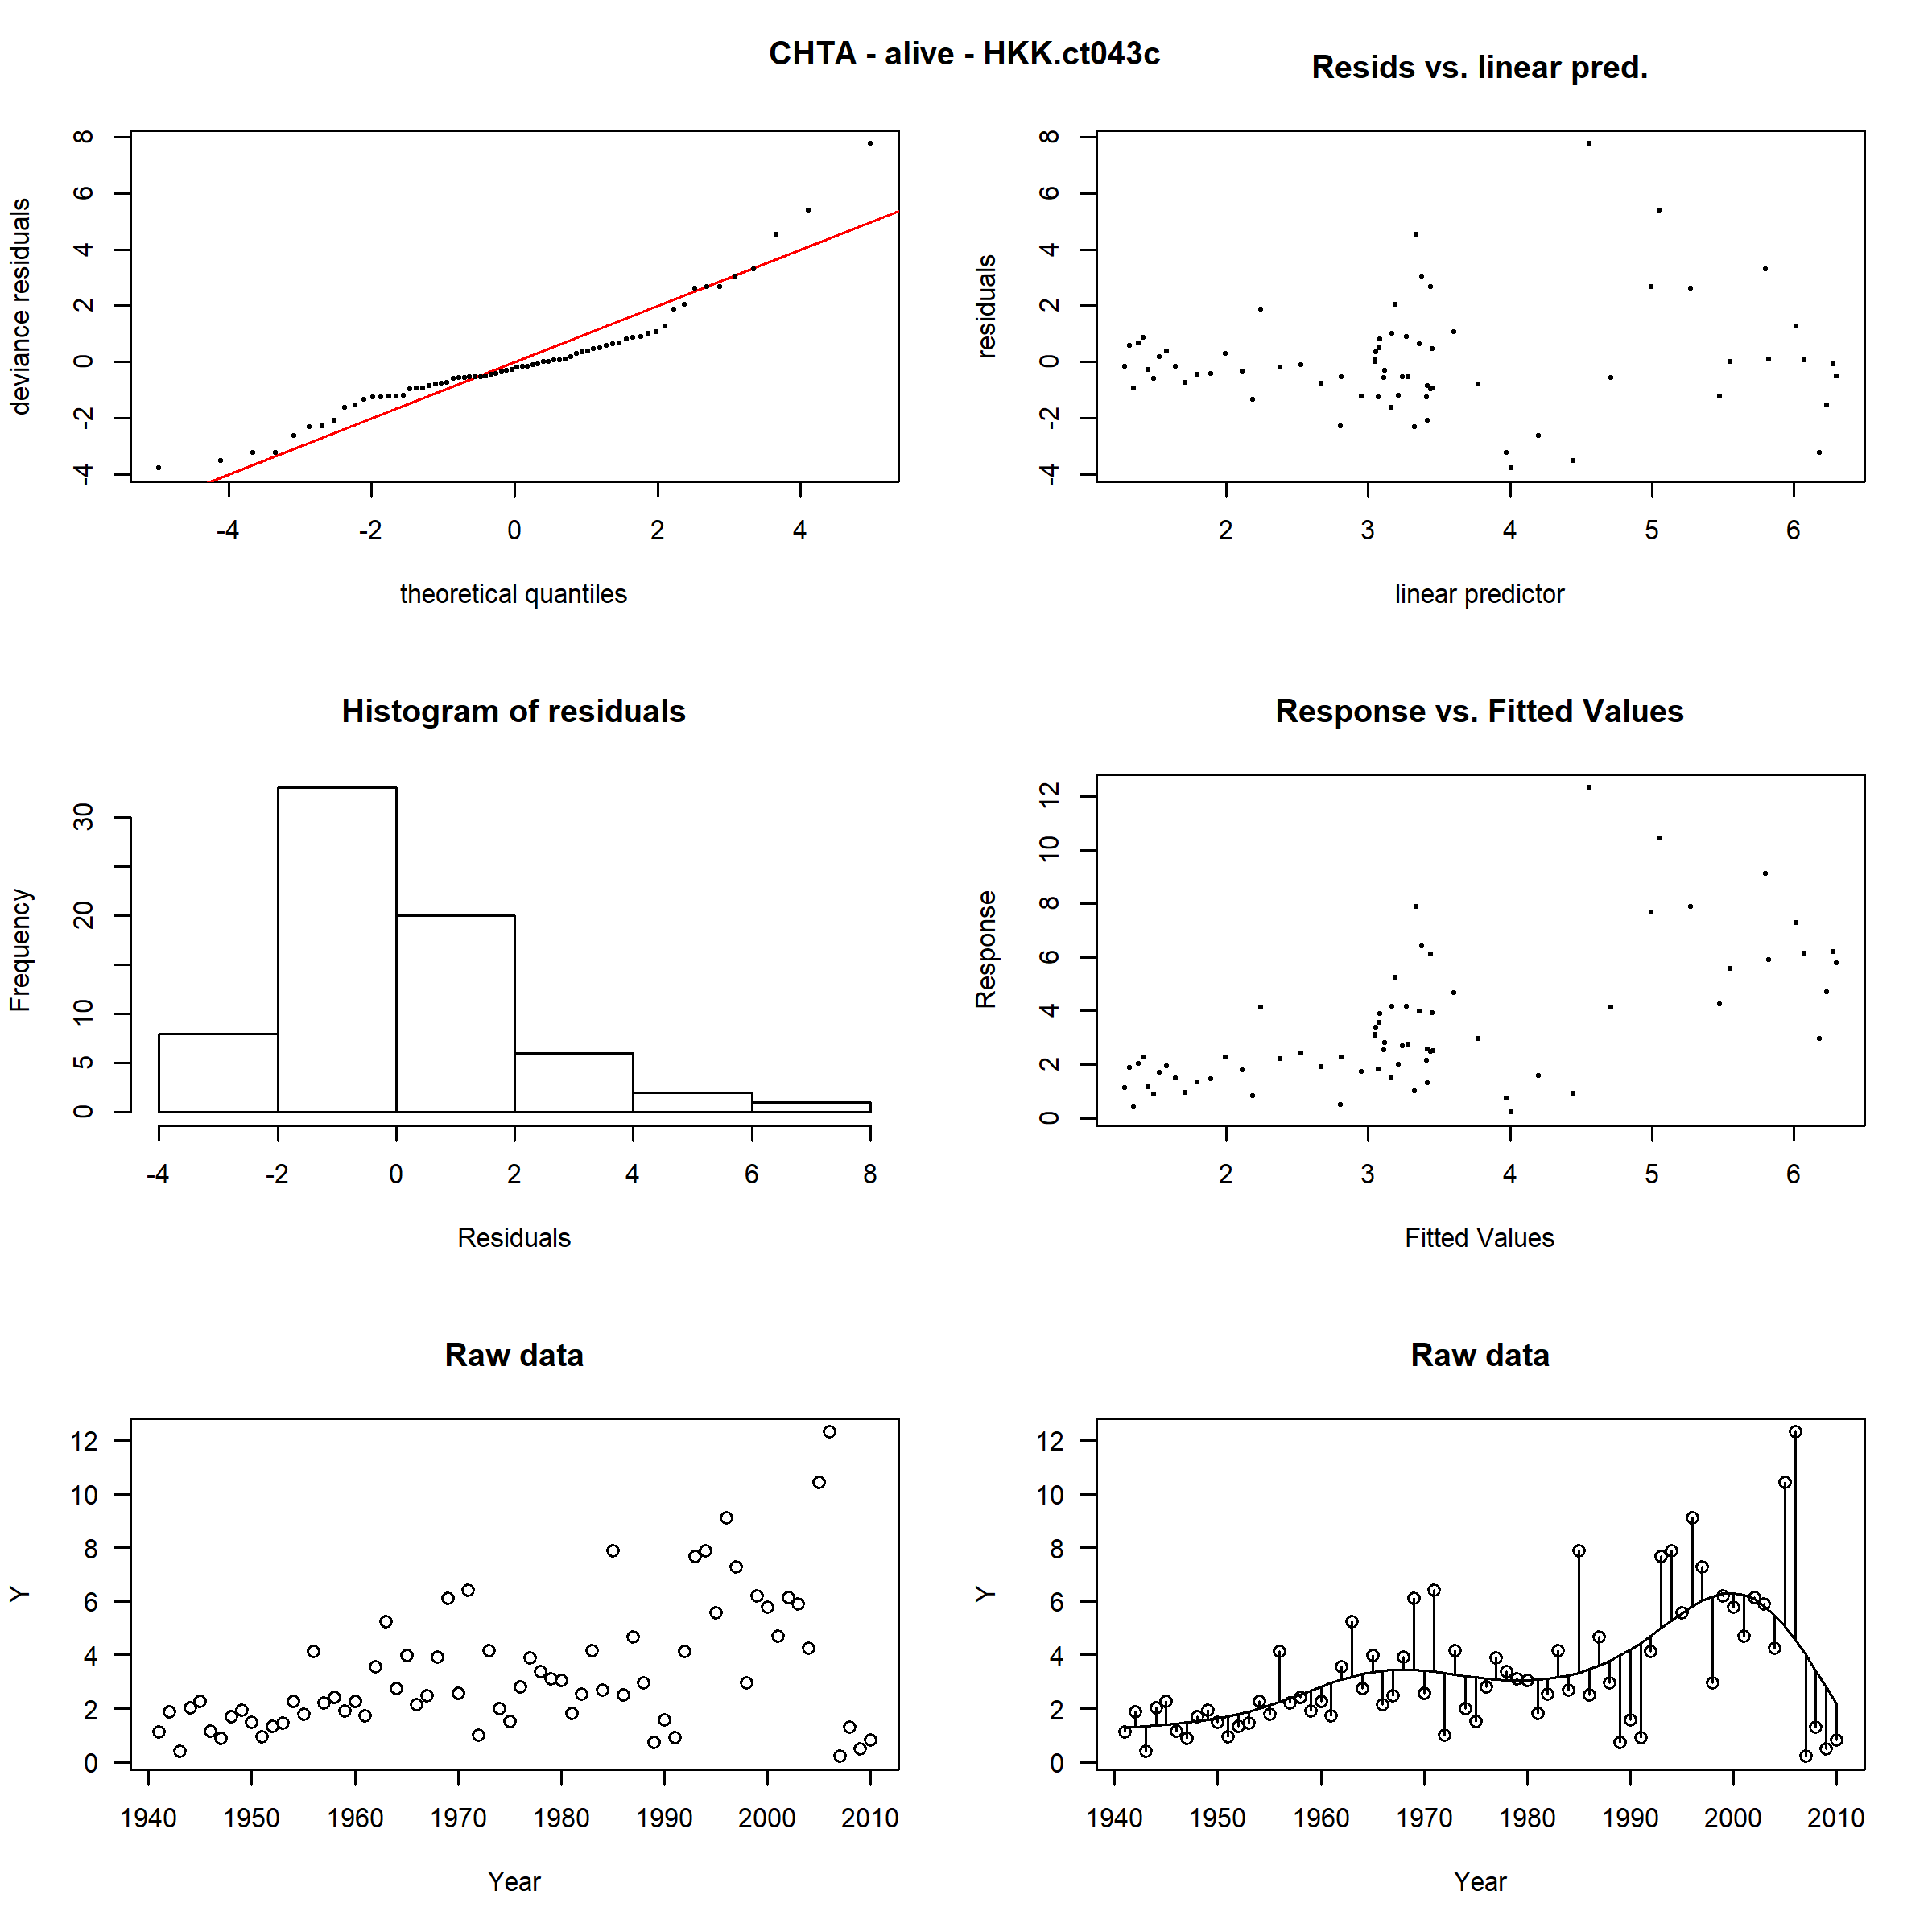 CHTA - alive - HKK.ct043c
Resids vs. linear pred.
deviance residuals
-4 -2 0 2 4 6 8
-4 -2 0 2 4
theoretical quantiles
residuals
-4 -2 0 2 4 6 8
2 3 4 5 6
linear predictor
Histogram of residuals
Frequency
0 5 10 20 30
-4 -2 0 2 4 6 8
Residuals
Response vs. Fitted Values
Response
0 2 4 6 8 10 12
2 3 4 5 6
Fitted Values
Raw data
Y
0 2 4 6 8 10 12
1940 1950 1960 1970 1980 1990 2000 2010
Year
Raw data
Y
0 2 4 6 8 10 12
1940 1950 1960 1970 1980 1990 2000 2010
Year